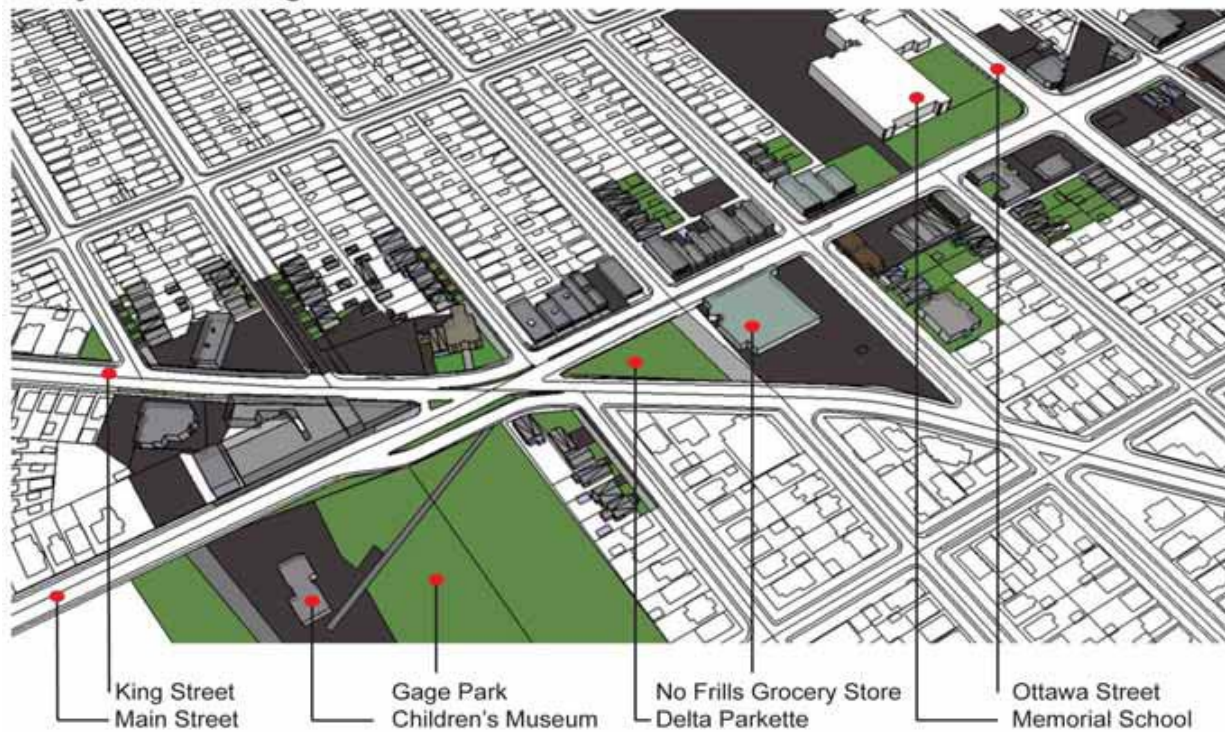 King Street
Main Street
Gage Park
Children's Museum
No Frills Grocery Store
Delta Parkette
Ottawa Street
Memorial School